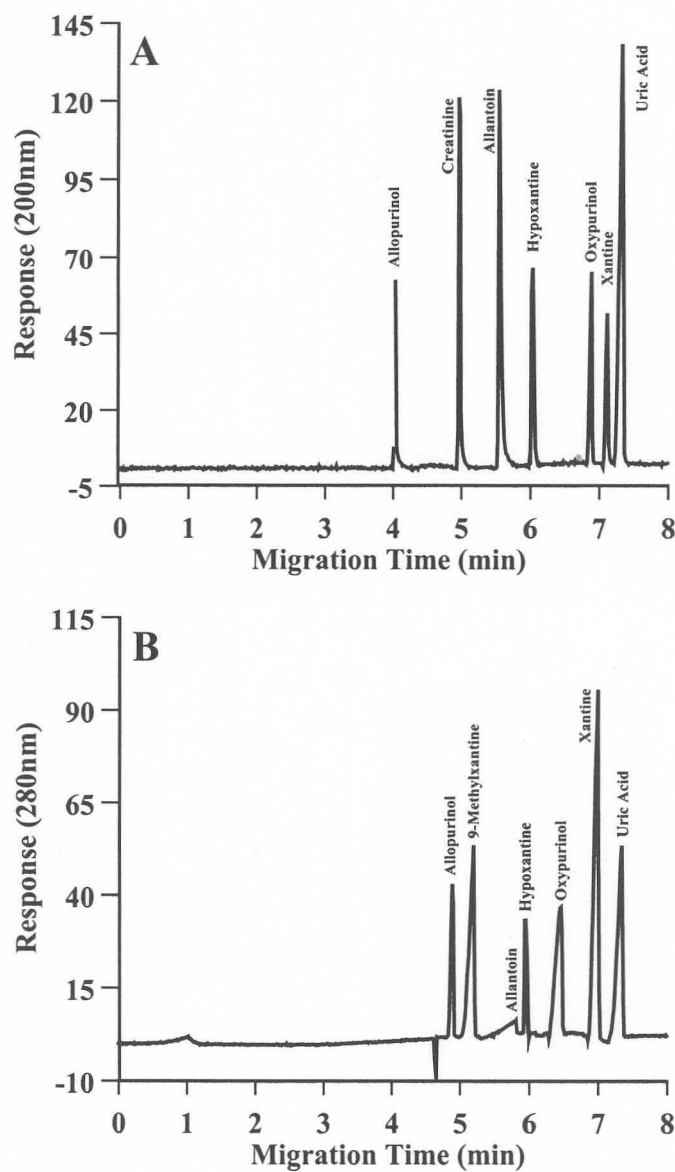 A
Response (200nm)
145
120
95
70
45
20
-5
Allopurinol
Creatinine
Allantoin
Hypoxantine
Oxypurinol
Xantine
Uric Acid
0 1 2 3 4 5 6 7 8
Migration Time (min)
B
Response (280nm)
115
90
65
40
15
-10
Allopurinol
9-Methylxantine
Allantoin
Hypoxantine
Oxypurinol
Xantine
Uric Acid
0 1 2 3 4 5 6 7 8
Migration Time (min)